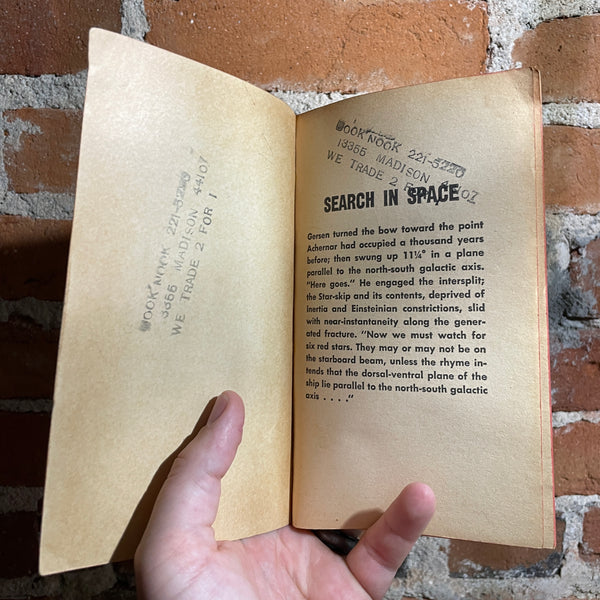 BOOK NOOK 221-5220
3355 MADISON 44107
WE TRADE 2 FOR 1
BOOK NOOK 221-5220
13355 MADISON
WE TRADE 2 F
SEARCH IN SPACE
Gersen turned the bow toward the point
Achernar had occupied a thousand years
before; then swung up 11¼° in a plane
parallel to the north-south galactic axis.
"Here goes." He engaged the intersplit;
the Star-skip and its contents, deprived of
inertia and Einsteinian constrictions, slid
with near-instantaneity along the gener-
ated fracture. "Now we must watch for
six red stars. They may or may not be on
the starboard beam, unless the rhyme in-
tends that the dorsal-ventral plane of the
ship lie parallel to the north-south galactic
axis . . . ."